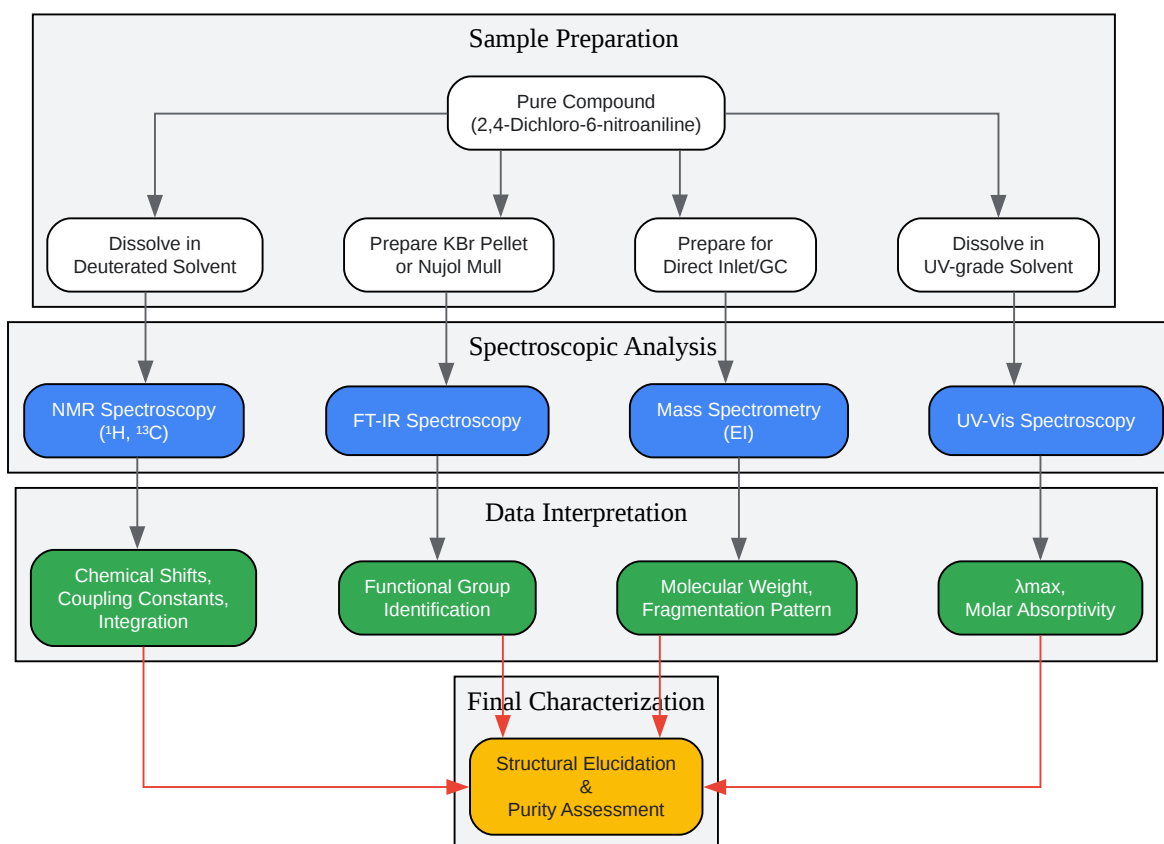 Sample Preparation
Pure Compound
(2,4-Dichloro-6-nitroaniline)
Dissolve in
Deuterated Solvent
Prepare KBr Pellet
or Nujol Mull
Prepare for
Direct Inlet/GC
Dissolve in
UV-grade Solvent
Spectroscopic Analysis
NMR Spectroscopy
(¹H, ¹³C)
FT-IR Spectroscopy
Mass Spectrometry
(EI)
UV-Vis Spectroscopy
Data Interpretation
Chemical Shifts,
Coupling Constants,
Integration
Functional Group
Identification
Molecular Weight,
Fragmentation Pattern
λmax,
Molar Absorptivity
Final Characterization
Structural Elucidation
&
Purity Assessment